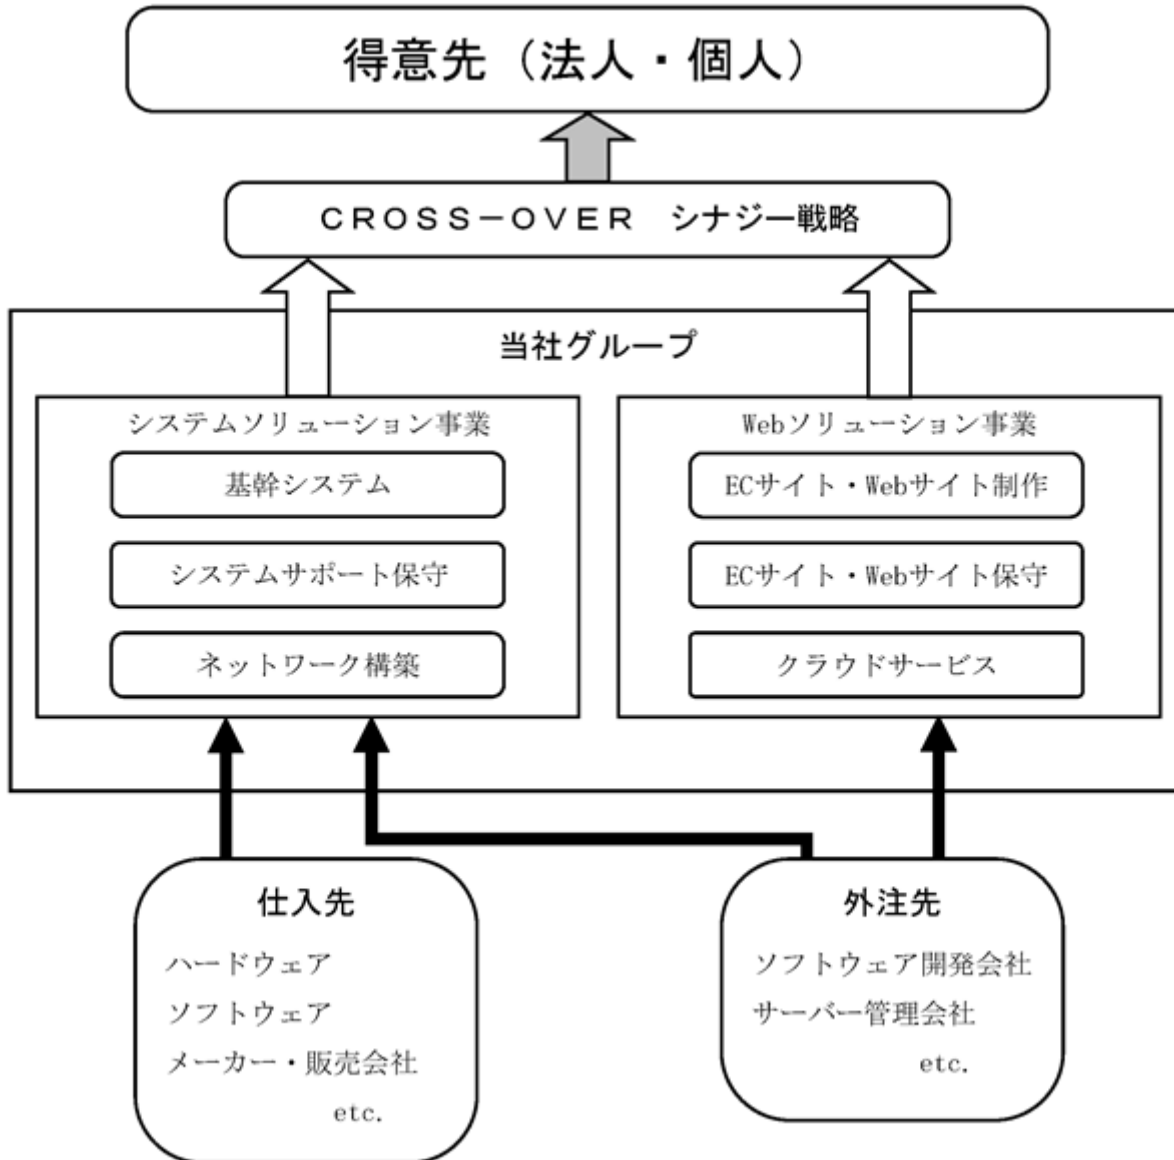 得意先（法人・個人）
ＣＲＯＳＳ－ＯＶＥＲ　シナジー戦略
当社グループ
システムソリューション事業
基幹システム
システムサポート保守
ネットワーク構築
Webソリューション事業
ECサイト・Webサイト制作
ECサイト・Webサイト保守
クラウドサービス
仕入先
ハードウェア
ソフトウェア
メーカー・販売会社
etc.
外注先
ソフトウェア開発会社
サーバー管理会社
etc.